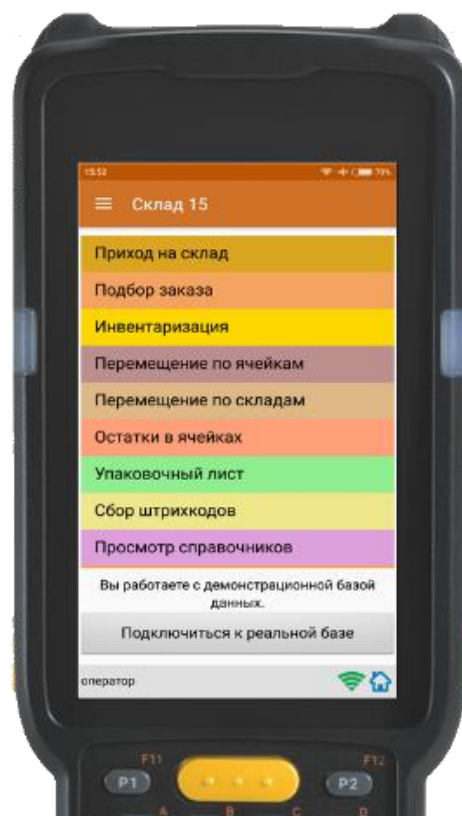 15:52
79%
Склад 15
Приход на склад
Подбор заказа
Инвентаризация
Перемещение по ячейкам
Перемещение по складам
Остатки в ячейках
Упаковочный лист
Сбор штрихкодов
Просмотр справочников
Вы работаете с демонстрационной базой
данных.
Подключиться к реальной базе
оператор
F11
F12
P1
P2
A B C D